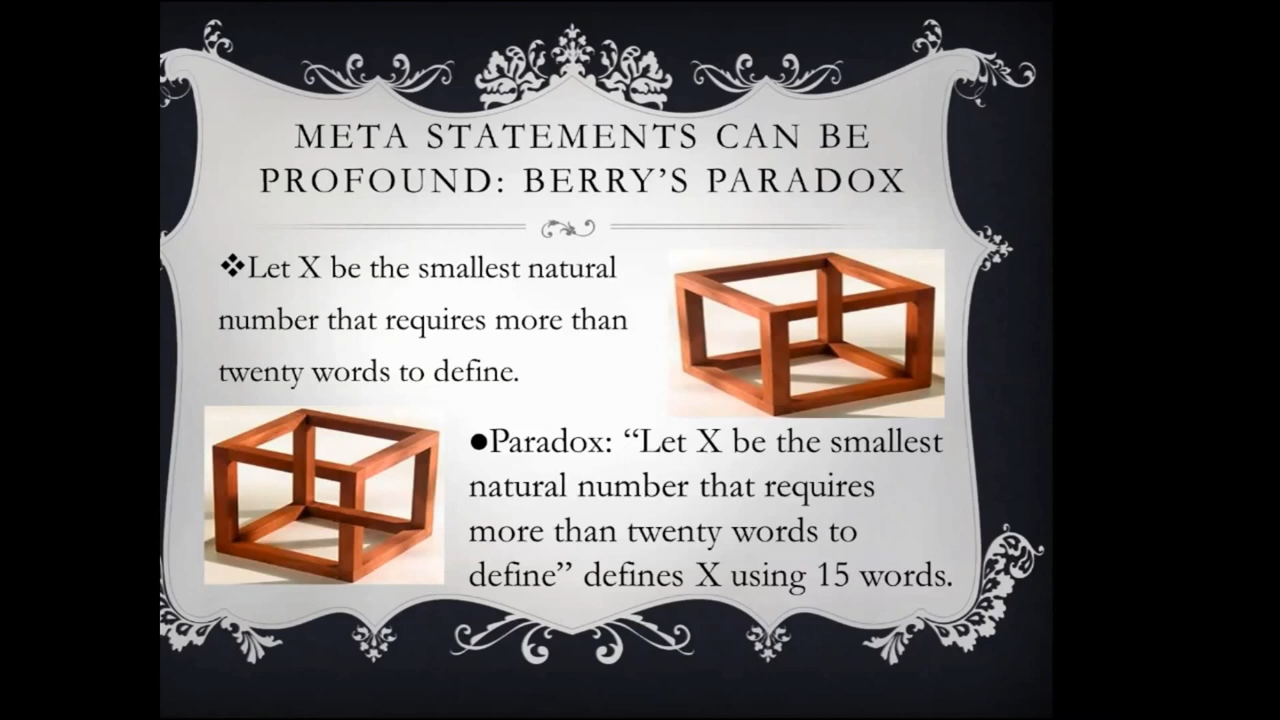 META STATEMENTS CAN BE
PROFOUND: BERRY’S PARADOX
❖Let X be the smallest natural
number that requires more than
twenty words to define.
●Paradox: “Let X be the smallest
natural number that requires
more than twenty words to
define” defines X using 15 words.